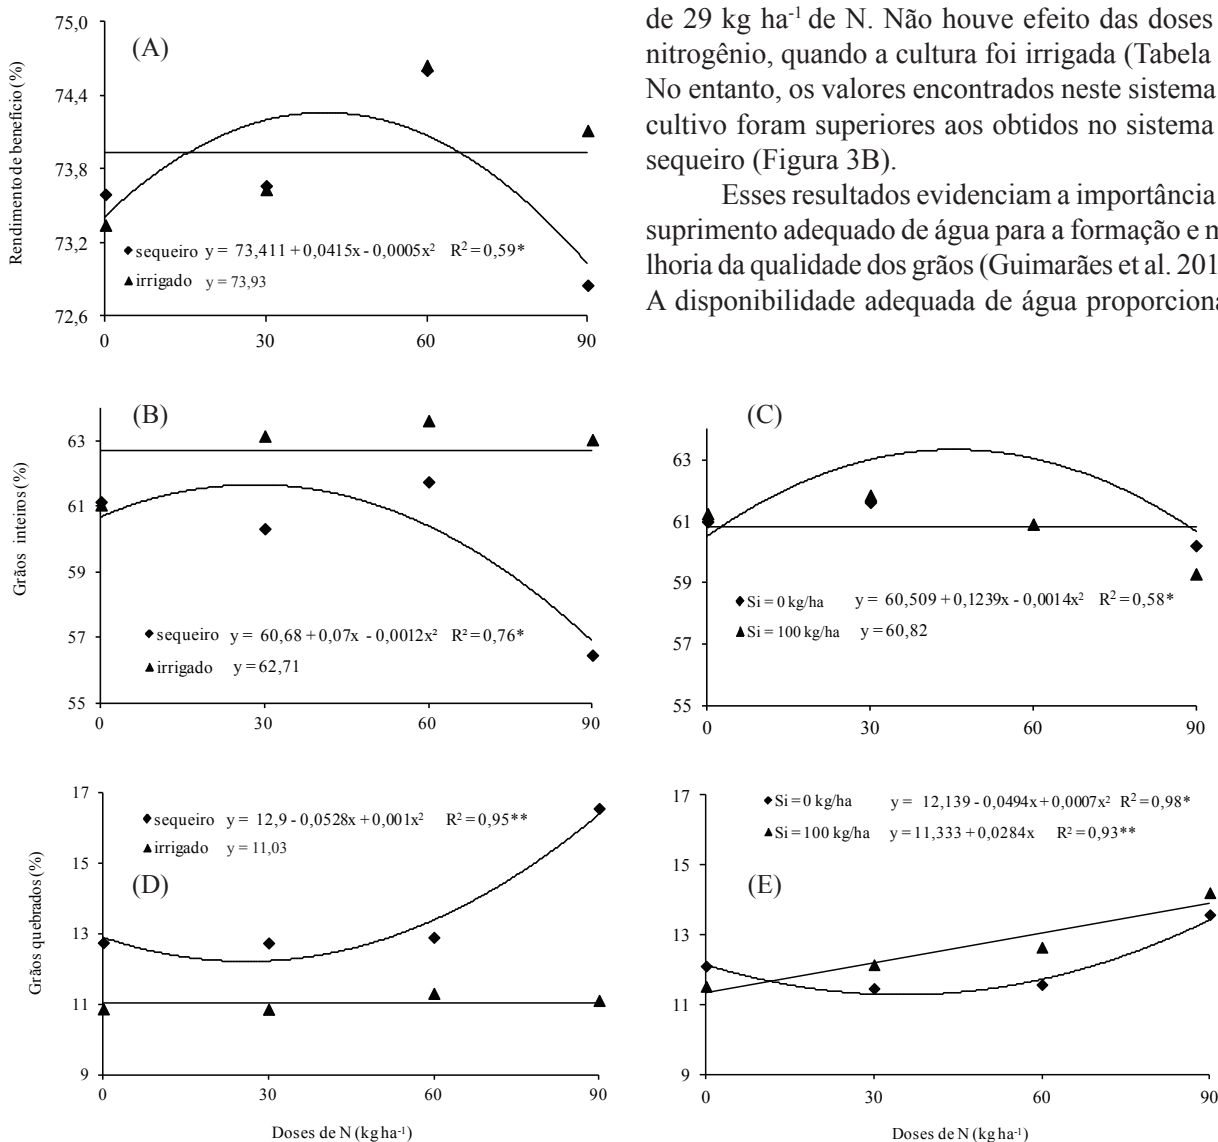 de 29 kg ha⁻¹ de N. Não houve efeito das doses
nitrogênio, quando a cultura foi irrigada (Tabela
No entanto, os valores encontrados neste sistema
cultivo foram superiores aos obtidos no sistema
sequeiro (Figura 3B).
Esses resultados evidenciam a importância
suprimento adequado de água para a formação e m
lhoria da qualidade dos grãos (Guimarães et al. 201
A disponibilidade adequada de água proporciona
(A)
Rendimento de benefício (%)
75,0
74,4
73,8
73,2
72,6
sequeiro y = 73,411 + 0,0415x - 0,0005x² R² = 0,59*
irrigado y = 73,93
0 30 60 90
(B)
Grãos inteiros (%)
63
61
59
57
55
sequeiro y = 60,68 + 0,07x - 0,0012x² R² = 0,76*
irrigado y = 62,71
0 30 60 90
(C)
63
61
59
57
55
Si = 0 kg/ha y = 60,509 + 0,1239x - 0,0014x² R² = 0,58*
Si = 100 kg/ha y = 60,82
0 30 60 90
(D)
Grãos quebrados (%)
17
15
13
11
9
sequeiro y = 12,9 - 0,0528x + 0,001x² R² = 0,95**
irrigado y = 11,03
0 30 60 90
Doses de N (kg ha⁻¹)
(E)
17
15
13
11
9
Si = 0 kg/ha y = 12,139 - 0,0494x + 0,0007x² R² = 0,98*
Si = 100 kg/ha y = 11,333 + 0,0284x R² = 0,93**
0 30 60 90
Doses de N (kg ha⁻¹)